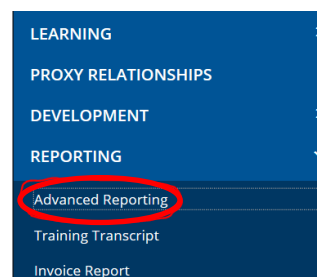 LEARNING
PROXY RELATIONSHIPS
DEVELOPMENT
REPORTING
Advanced Reporting
Training Transcript
Invoice Report